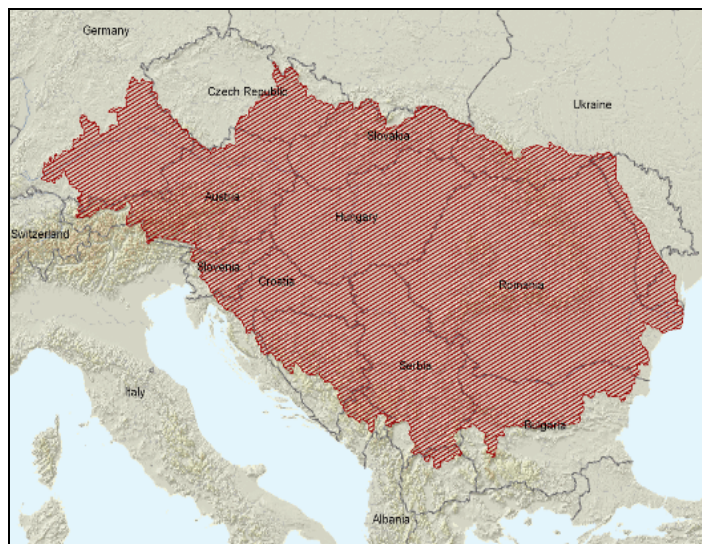 Germany
Czech Republic
Ukraine
Slovakia
Austria
Hungary
Switzerland
Slovenia
Croatia
Romania
Serbia
Italy
Bulgaria
Albania